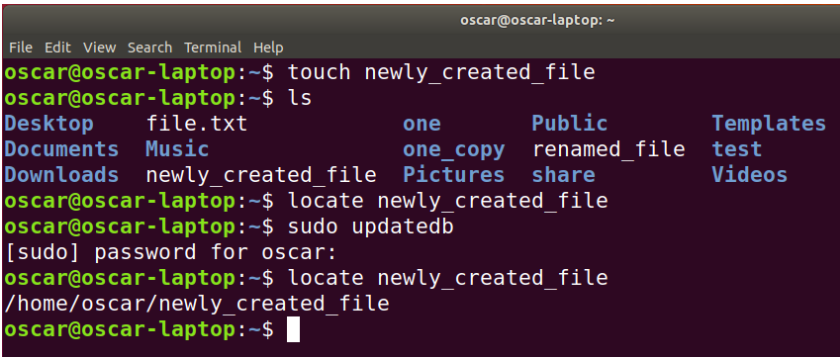 oscar@oscar-laptop: ~
File Edit View Search Terminal Help
oscar@oscar-laptop:~$ touch newly_created_file
oscar@oscar-laptop:~$ ls
Desktop file.txt one Public Templates
Documents Music one_copy renamed_file test
Downloads newly_created_file Pictures share Videos
oscar@oscar-laptop:~$ locate newly_created_file
oscar@oscar-laptop:~$ sudo updatedb
[sudo] password for oscar:
oscar@oscar-laptop:~$ locate newly_created_file
/home/oscar/newly_created_file
oscar@oscar-laptop:~$